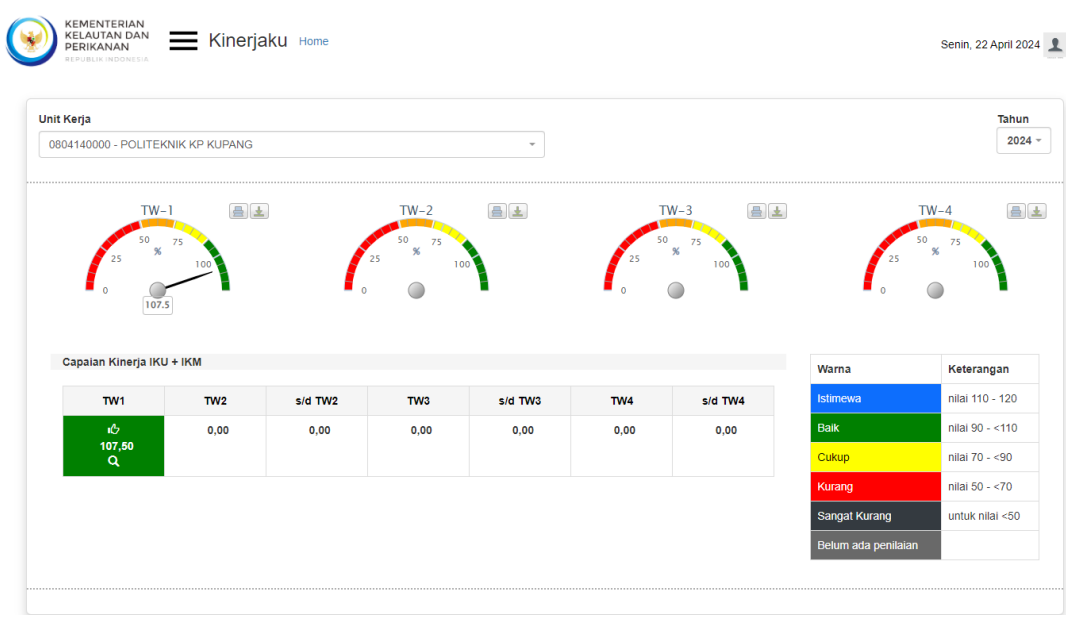 KEMENTERIAN
KELAUTAN DAN
PERIKANAN
REPUBLIK INDONESIA
Kinerjaku Home
Senin, 22 April 2024
Unit Kerja
Tahun
0804140000 - POLITEKNIK KP KUPANG
2024
TW-1
0 25 50 75 100
%
107.5
TW-2
0 25 50 75 100
%
TW-3
0 25 50 75 100
%
TW-4
0 25 50 75 100
%
Capaian Kinerja IKU + IKM
TW1 TW2 s/d TW2 TW3 s/d TW3 TW4 s/d TW4
107,50 0,00 0,00 0,00 0,00 0,00 0,00
Warna Keterangan
Istimewa nilai 110 - 120
Baik nilai 90 - <110
Cukup nilai 70 - <90
Kurang nilai 50 - <70
Sangat Kurang untuk nilai <50
Belum ada penilaian